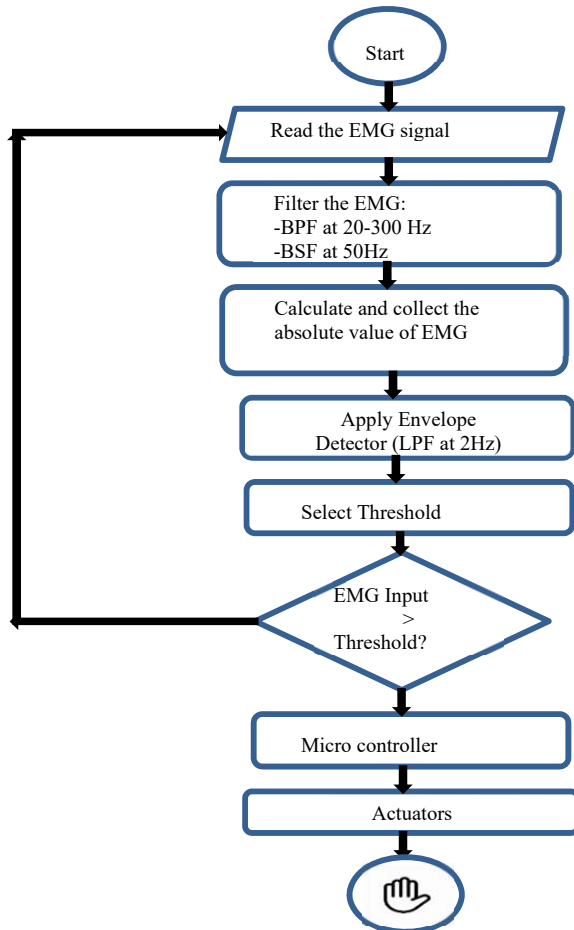 Start
Read the EMG signal
Filter the EMG:
-BPF at 20-300 Hz
-BSF at 50Hz
Calculate and collect the
absolute value of EMG
Apply Envelope
Detector (LPF at 2Hz)
Select Threshold
EMG Input
>
Threshold?
Micro controller
Actuators